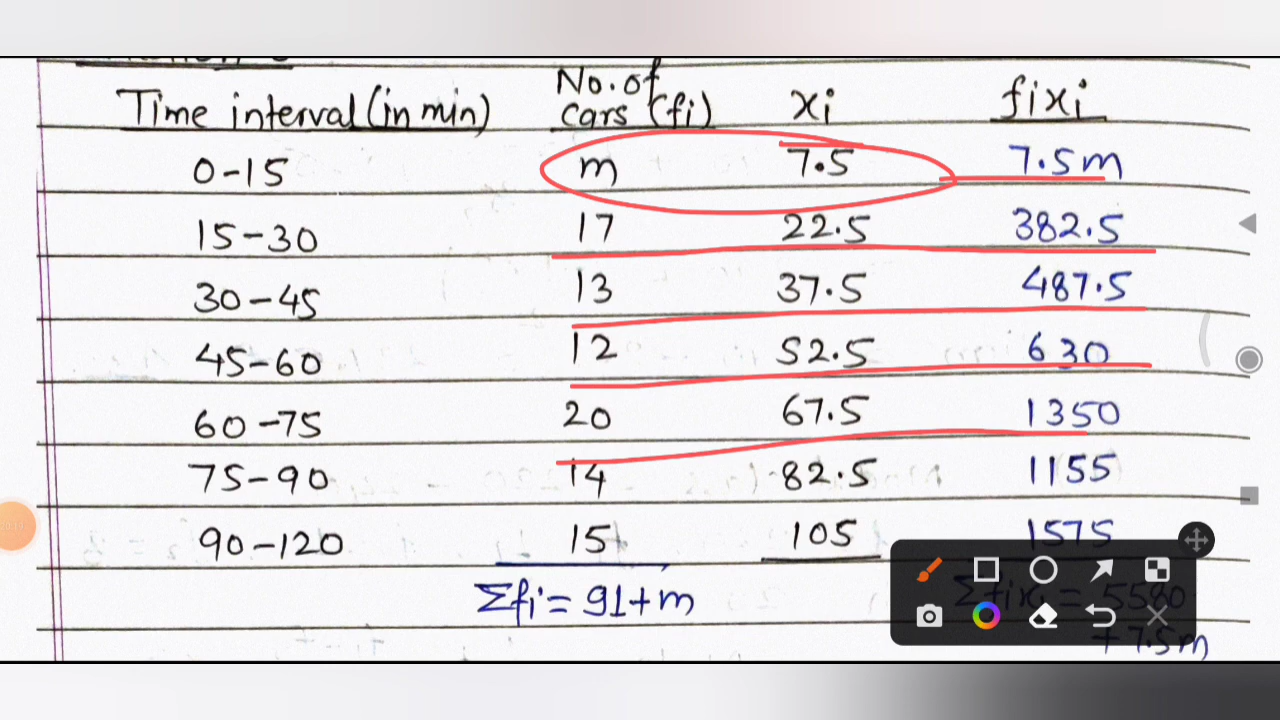 Time interval (in min) No. of cars (fi) xi fixi
0-15 m 7.5 7.5m
15-30 17 22.5 382.5
30-45 13 37.5 487.5
45-60 12 52.5 630
60-75 20 67.5 1350
75-90 14 82.5 1155
90-120 15 105 1575
Σfi = 91+m Σfixi = 5580
+ 7.5m